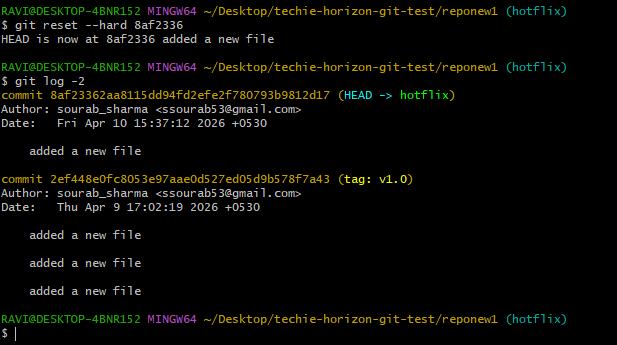 RAVI@DESKTOP-4BNR152 MINGW64 ~/Desktop/techie-horizon-git-test/reponew1 (hotflix)
$ git reset --hard 8af2336
HEAD is now at 8af2336 added a new file
RAVI@DESKTOP-4BNR152 MINGW64 ~/Desktop/techie-horizon-git-test/reponew1 (hotflix)
$ git log -2
commit 8af23362aa8115dd94fd2efe2f780793b9812d17 (HEAD -> hotflix)
Author: sourab_sharma <ssourab53@gmail.com>
Date:   Fri Apr 10 15:37:12 2026 +0530
    added a new file
commit 2ef448e0fc8053e97aae0d527ed05d9b578f7a43 (tag: v1.0)
Author: sourab_sharma <ssourab53@gmail.com>
Date:   Thu Apr 9 17:02:19 2026 +0530
    added a new file
    added a new file
    added a new file
RAVI@DESKTOP-4BNR152 MINGW64 ~/Desktop/techie-horizon-git-test/reponew1 (hotflix)
$